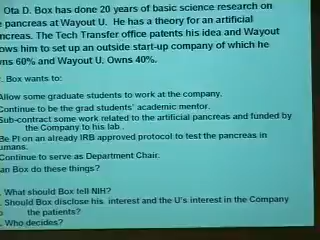 Ota D. Box has done 20 years of basic science research on
pancreas at Wayout U. He has a theory for an artificial
ncreas. The Tech Transfer office patents his idea and Wayout
ows him to set up an outside start-up company of which he
ns 60% and Wayout U. Owns 40%.
. Box wants to:
Allow some graduate students to work at the company.
Continue to be the grad students' academic mentor.
Sub-contract some work related to the artificial pancreas and funded by
the Company to his lab .
Be PI on an already IRB approved protocol to test the pancreas in
umans.
Continue to serve as Department Chair.
an Box do these things?
. What should Box tell NIH?
. Should Box disclose his interest and the U's interest in the Company
the patients?
. Who decides?